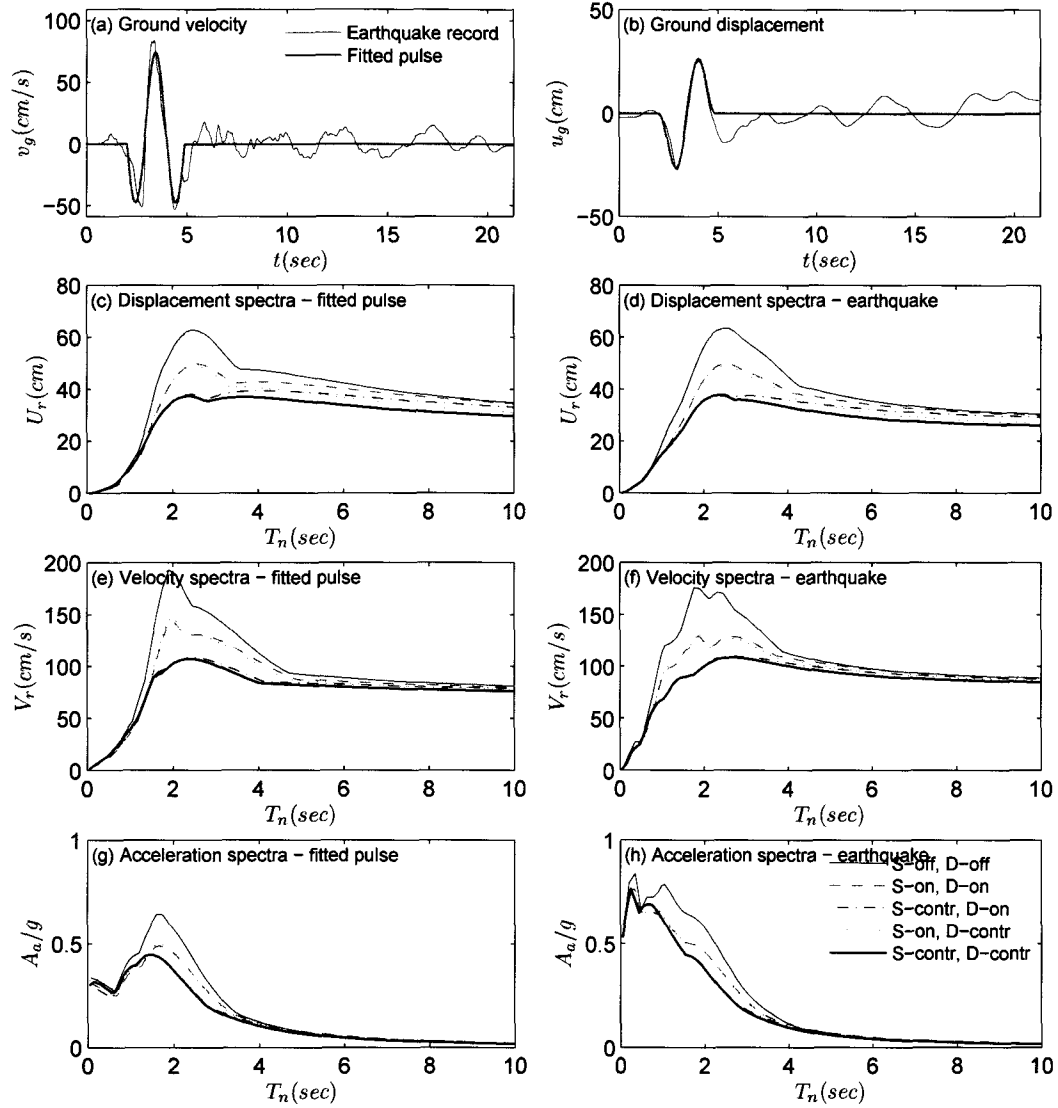 (a) Ground velocity
Earthquake record
Fitted pulse
100
50
0
−50
v_g(cm/s)
0 5 10 15 20
t(sec)
(b) Ground displacement
50
0
−50
u_g(cm)
0 5 10 15 20
t(sec)
(c) Displacement spectra − fitted pulse
80
60
40
20
0
U_r(cm)
0 2 4 6 8 10
T_n(sec)
(d) Displacement spectra − earthquake
80
60
40
20
0
U_r(cm)
0 2 4 6 8 10
T_n(sec)
(e) Velocity spectra − fitted pulse
200
150
100
50
0
V_r(cm/s)
0 2 4 6 8 10
T_n(sec)
(f) Velocity spectra − earthquake
200
150
100
50
0
V_r(cm/s)
0 2 4 6 8 10
T_n(sec)
(g) Acceleration spectra − fitted pulse
1
0.5
0
A_a/g
0 2 4 6 8 10
T_n(sec)
(h) Acceleration spectra − earthquake
S−off, D−off
S−on, D−on
S−contr, D−on
S−on, D−contr
S−contr, D−contr
1
0.5
0
A_a/g
0 2 4 6 8 10
T_n(sec)